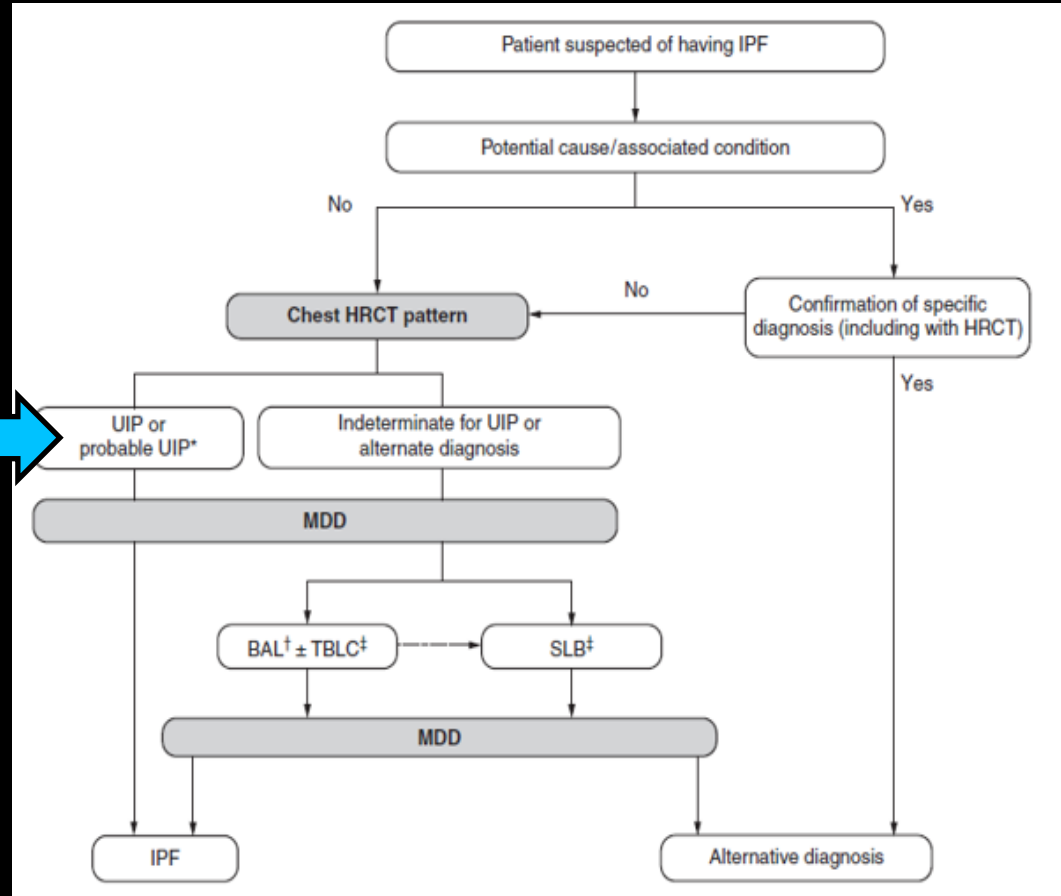 Patient suspected of having IPF
Potential cause/associated condition
No
Yes
No
Chest HRCT pattern
Confirmation of specific
diagnosis (including with HRCT)
Yes
UIP or
probable UIP*
Indeterminate for UIP or
alternate diagnosis
MDD
BAL† ± TBLC‡
SLB‡
MDD
IPF
Alternative diagnosis